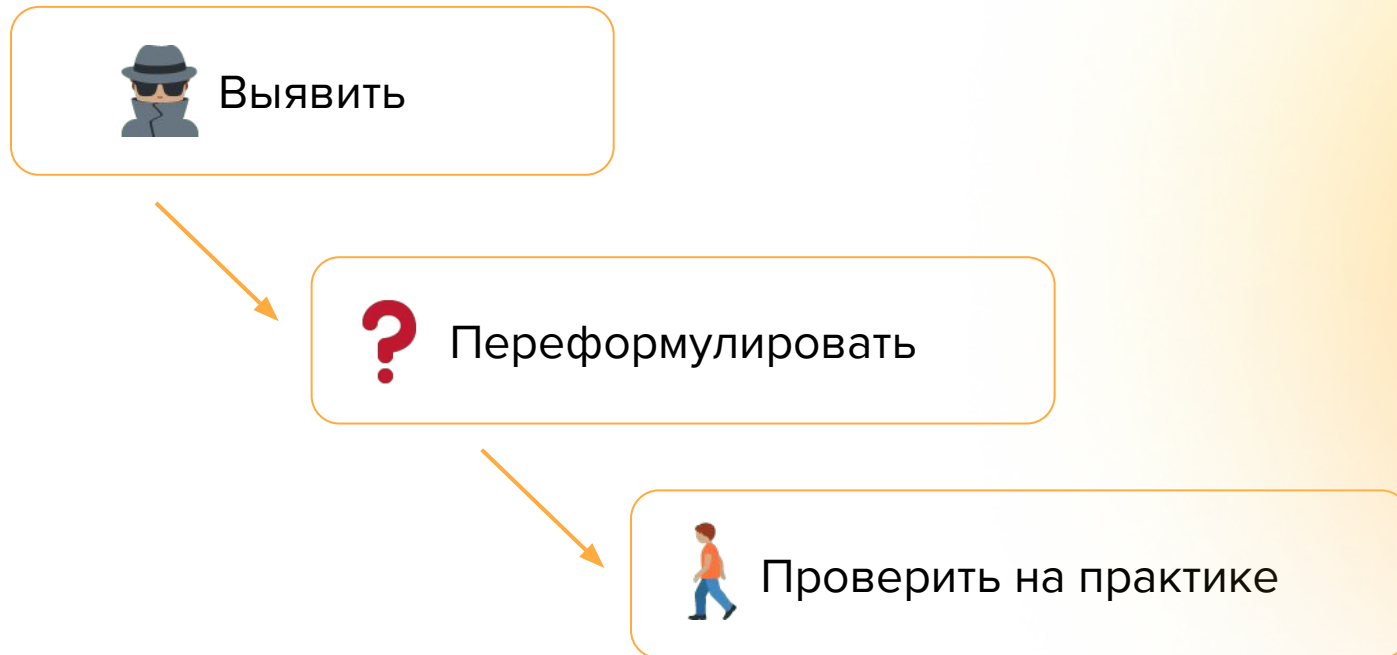 Выявить
Переформулировать
Проверить на практике